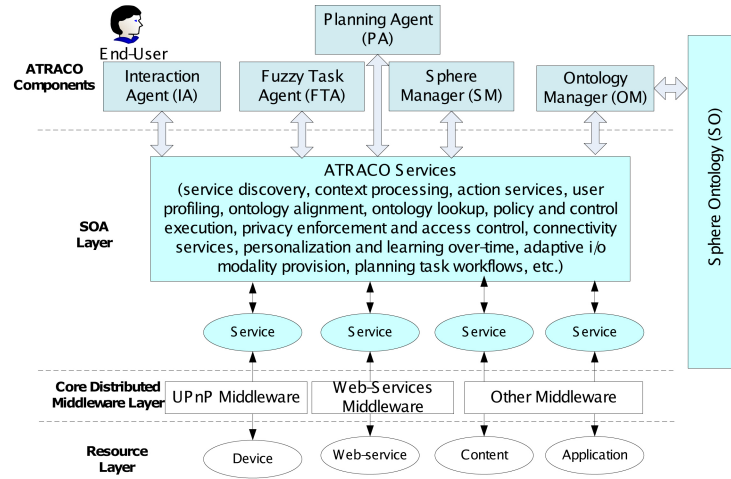 Planning Agent
(PA)
End-User
ATRACO
Components
Interaction
Agent (IA)
Fuzzy Task
Agent (FTA)
Sphere
Manager (SM)
Ontology
Manager (OM)
Sphere Ontology (SO)
SOA
Layer
ATRACO Services
(service discovery, context processing, action services, user
profiling, ontology alignment, ontology lookup, policy and control
execution, privacy enforcement and access control, connectivity
services, personalization and learning over-time, adaptive i/o
modality provision, planning task workflows, etc.)
Service
Service
Service
Service
Core Distributed
Middleware Layer
UPnP Middleware
Web-Services
Middleware
Other Middleware
Resource
Layer
Device
Web-service
Content
Application